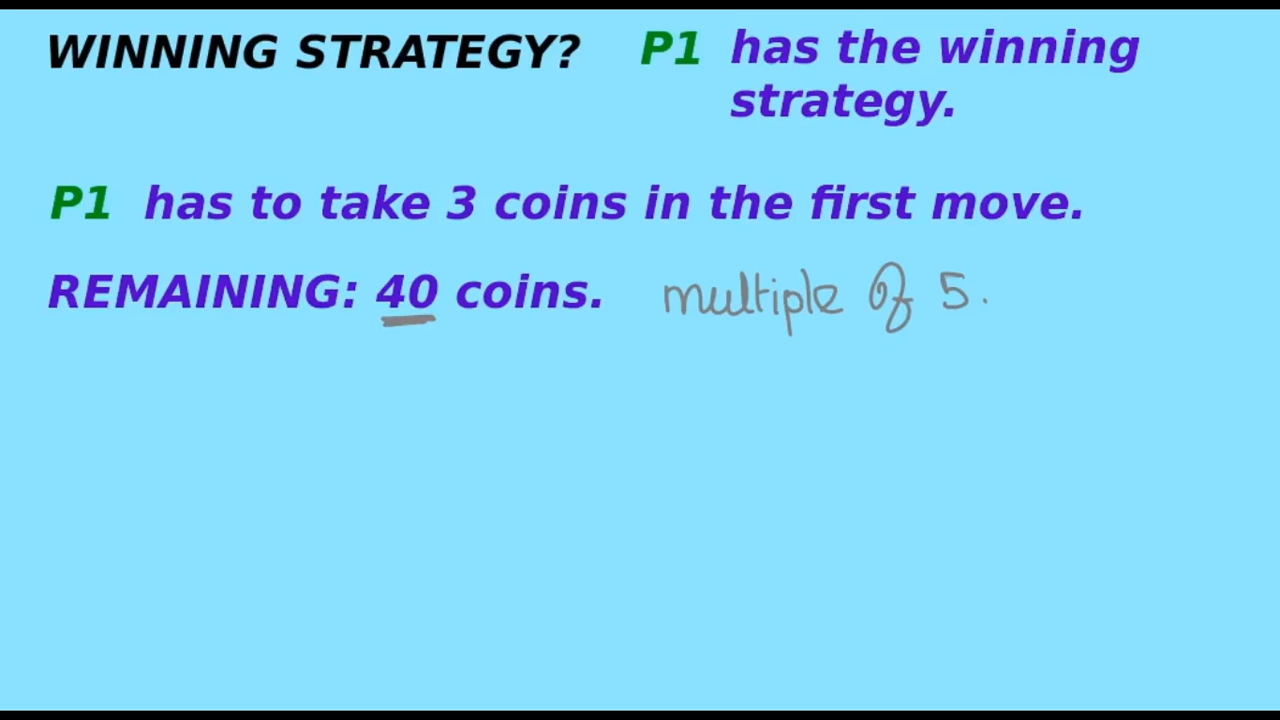 WINNING STRATEGY? P1 has the winning
strategy.
P1 has to take 3 coins in the first move.
REMAINING: 40 coins. multiple of 5.